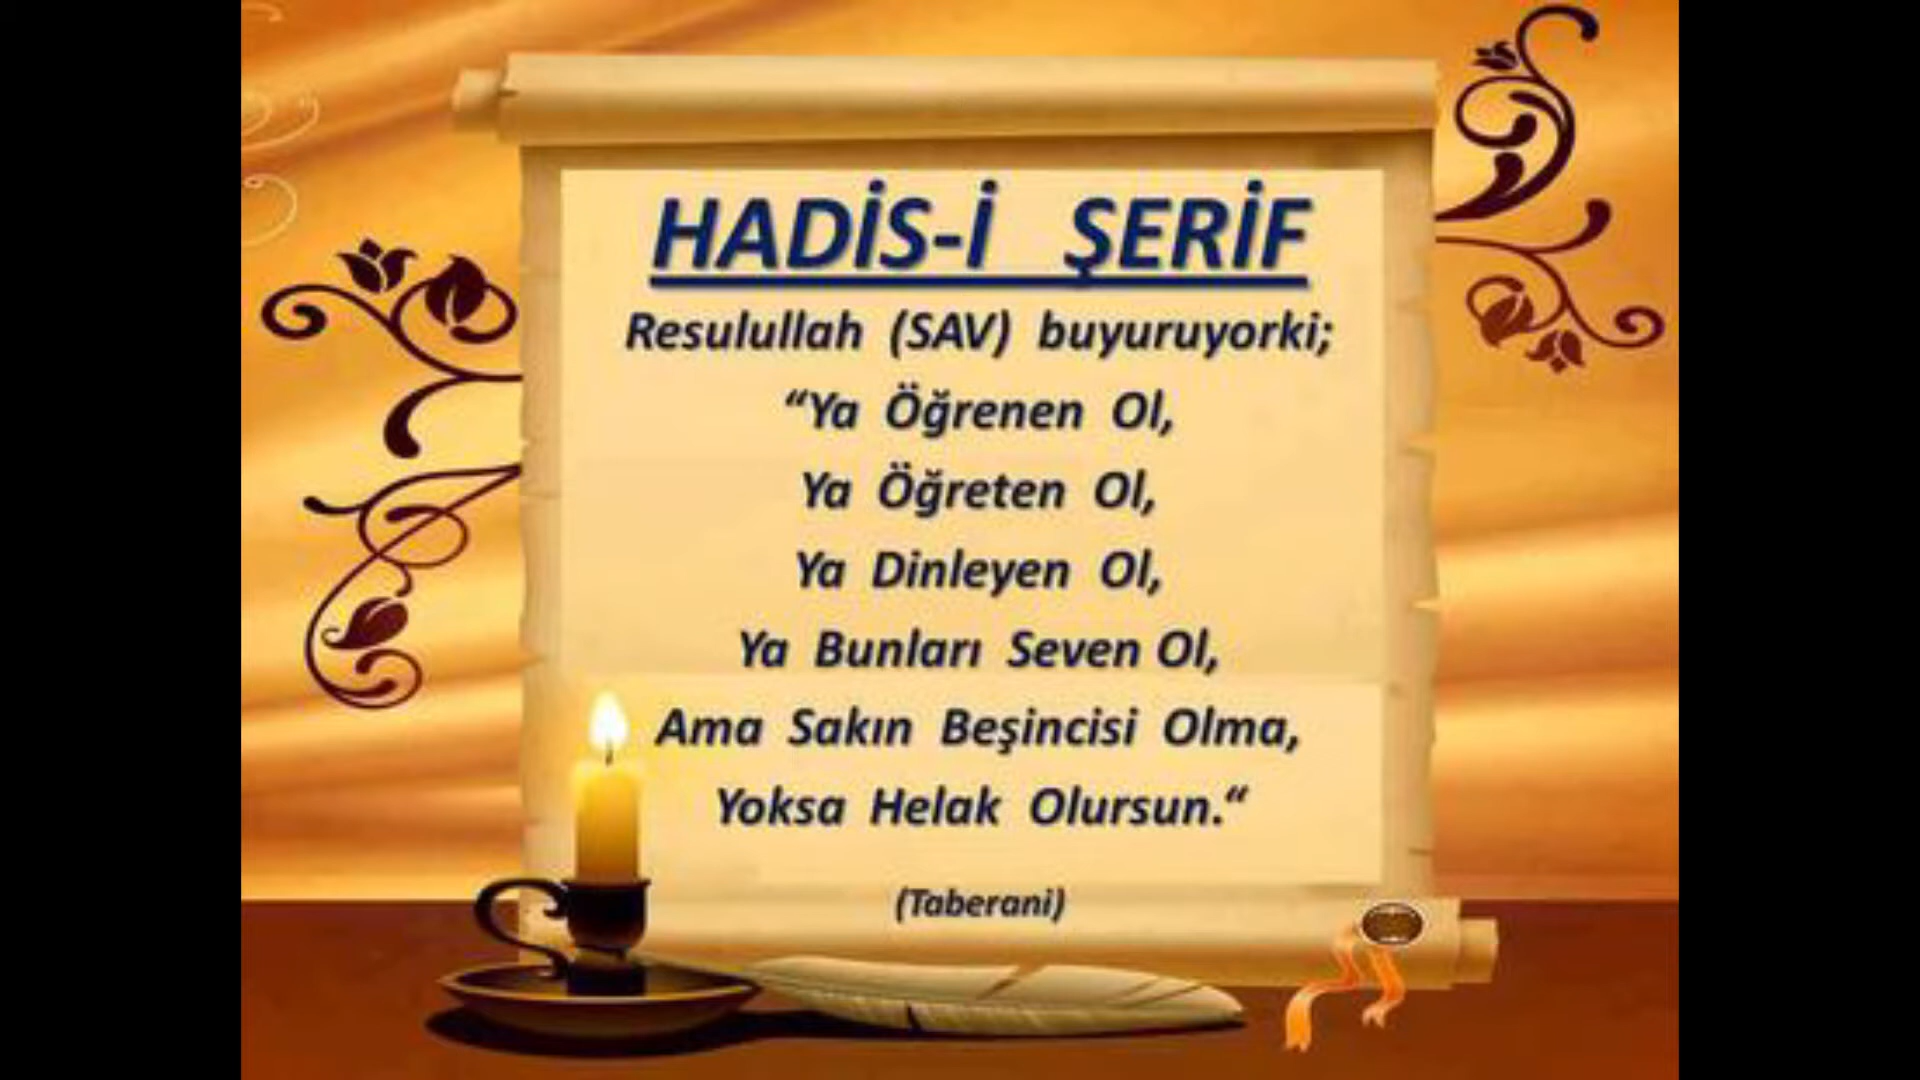 HADİS-İ ŞERİF
Resulullah (SAV) buyuruyorki;
“Ya Öğrenen Ol,
Ya Öğreten Ol,
Ya Dinleyen Ol,
Ya Bunları Seven Ol,
Ama Sakın Beşincisi Olma,
Yoksa Helak Olursun.“
(Taberani)